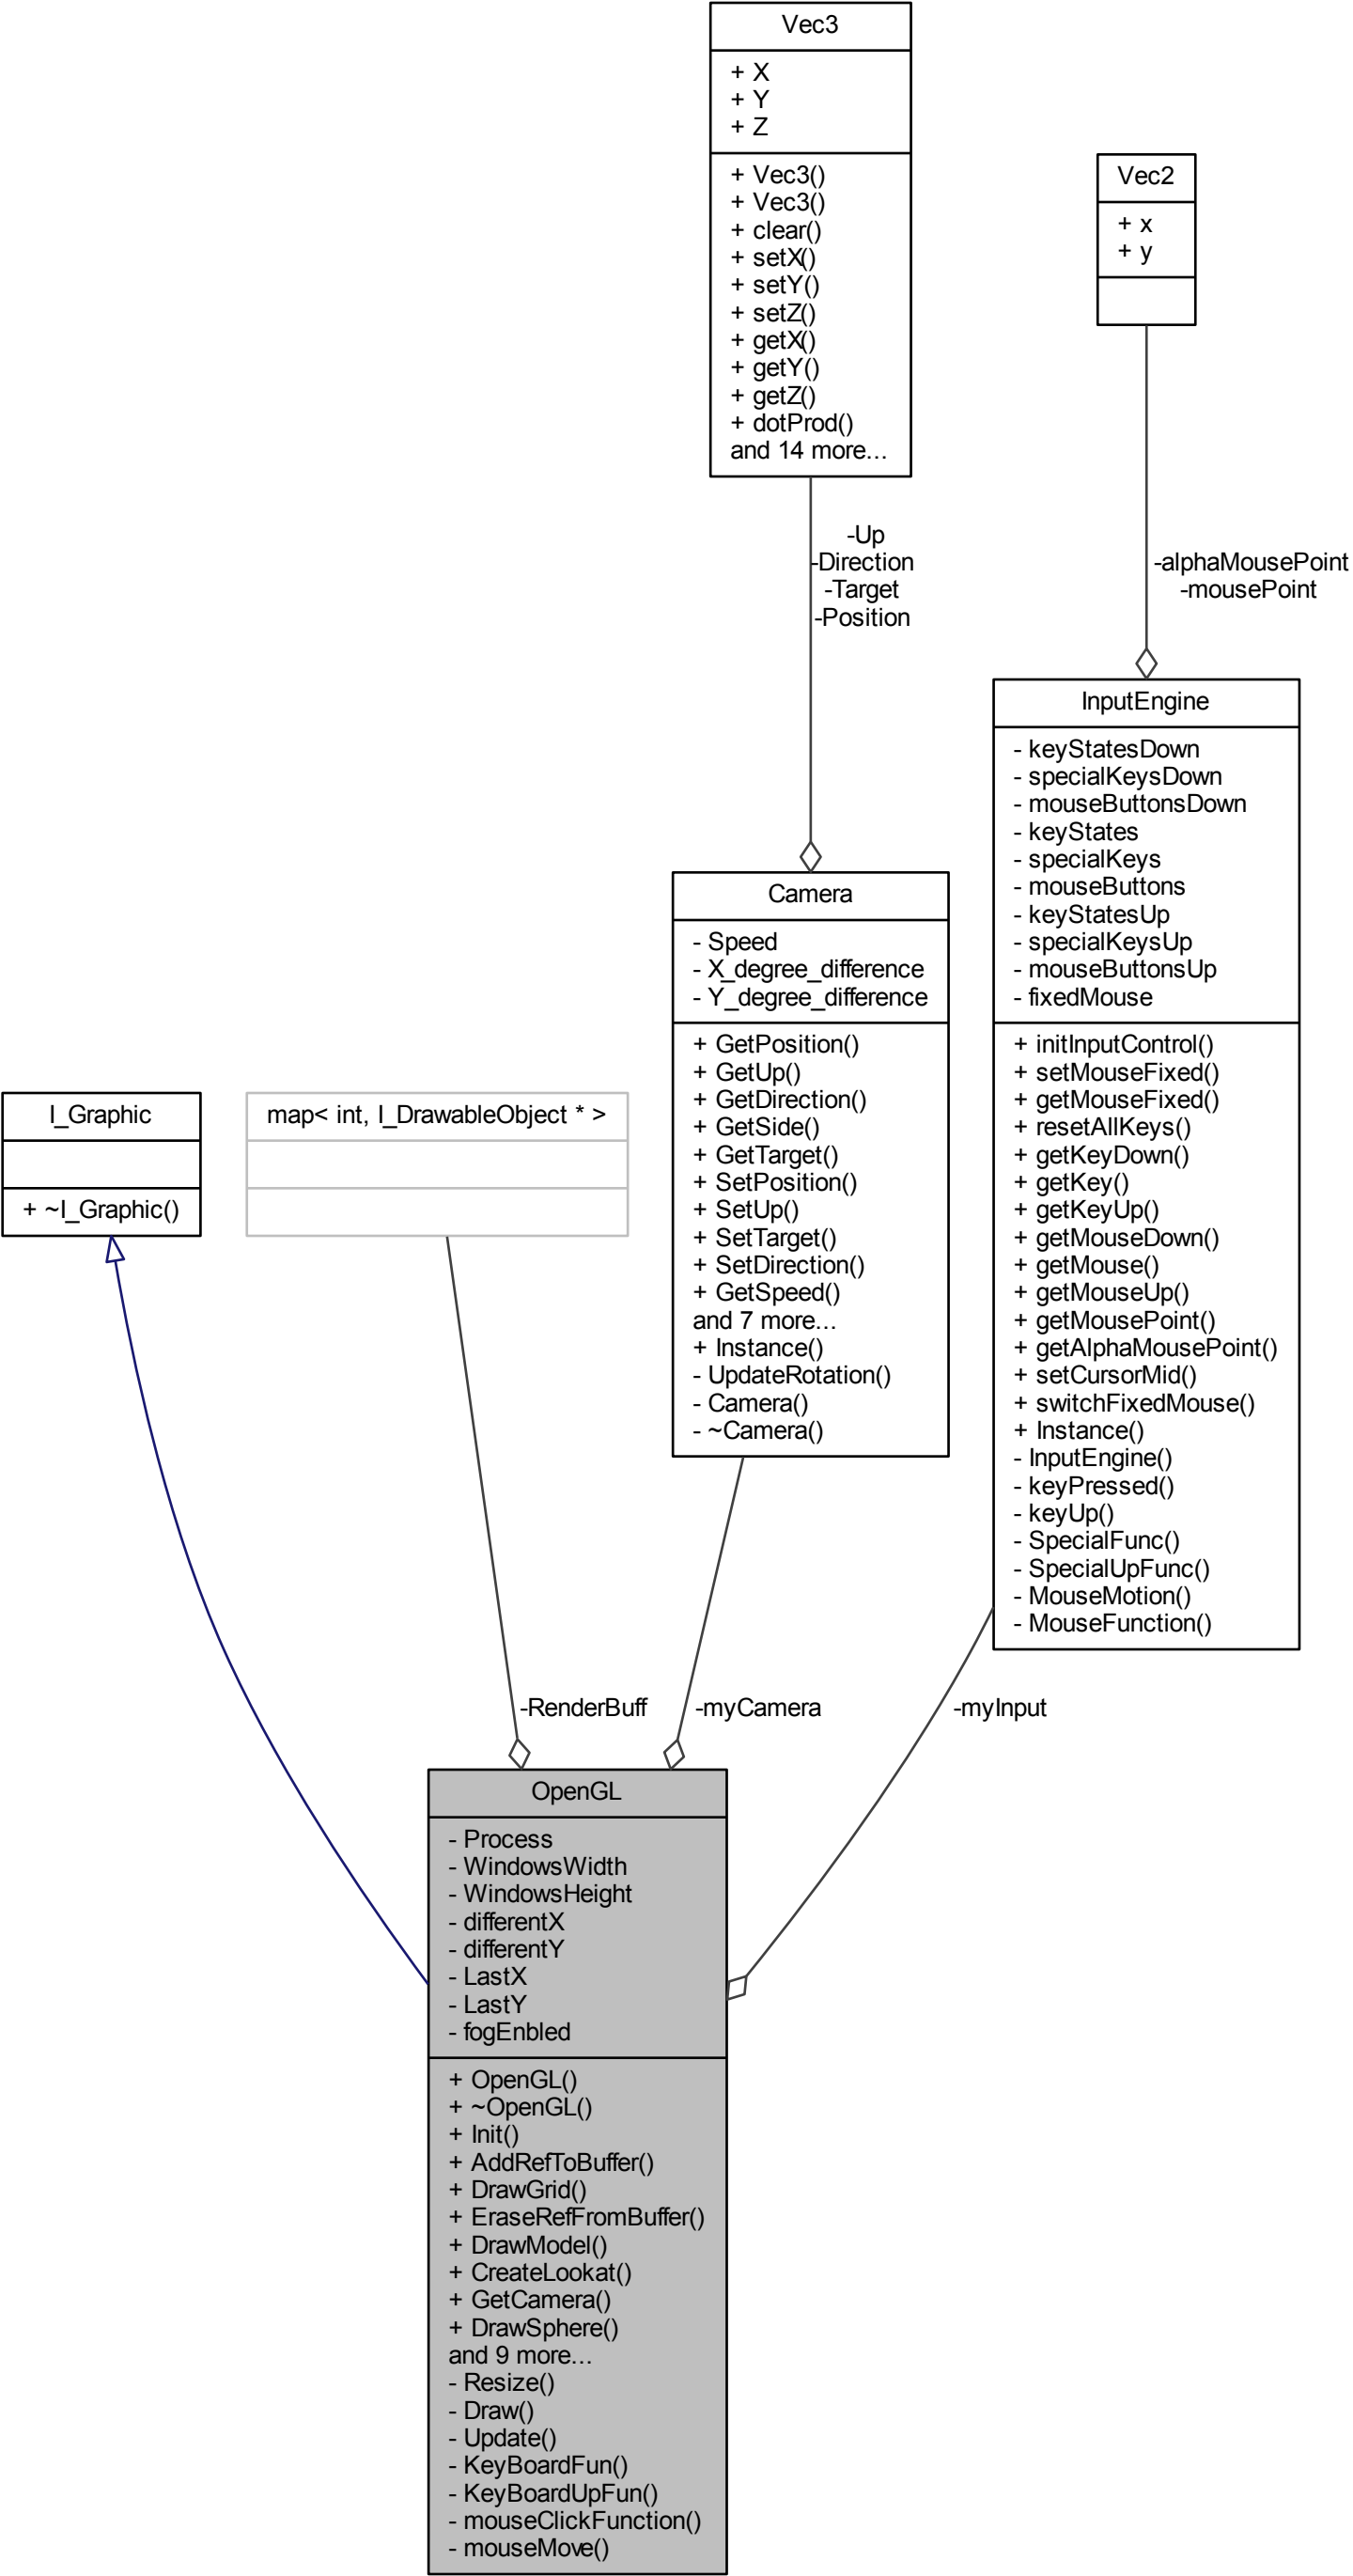 Vec3
+ X
+ Y
+ Z
+ Vec3()
+ Vec3()
+ clear()
+ setX()
+ setY()
+ setZ()
+ getX()
+ getY()
+ getZ()
+ dotProd()
and 14 more...
Vec2
+ x
+ y
-Up
-Direction
-Target
-Position
-alphaMousePoint
-mousePoint
InputEngine
- keyStatesDown
- specialKeysDown
- mouseButtonsDown
- keyStates
- specialKeys
- mouseButtons
- keyStatesUp
- specialKeysUp
- mouseButtonsUp
- fixedMouse
+ initInputControl()
+ setMouseFixed()
+ getMouseFixed()
+ resetAllKeys()
+ getKeyDown()
+ getKey()
+ getKeyUp()
+ getMouseDown()
+ getMouse()
+ getMouseUp()
+ getMousePoint()
+ getAlphaMousePoint()
+ setCursorMid()
+ switchFixedMouse()
+ Instance()
- InputEngine()
- keyPressed()
- keyUp()
- SpecialFunc()
- SpecialUpFunc()
- MouseMotion()
- MouseFunction()
Camera
- Speed
- X_degree_difference
- Y_degree_difference
+ GetPosition()
+ GetUp()
+ GetDirection()
+ GetSide()
+ GetTarget()
+ SetPosition()
+ SetUp()
+ SetTarget()
+ SetDirection()
+ GetSpeed()
and 7 more...
+ Instance()
- UpdateRotation()
- Camera()
- ~Camera()
I_Graphic
+ ~I_Graphic()
map< int, I_DrawableObject * >
-RenderBuff
-myCamera
-myInput
OpenGL
- Process
- WindowsWidth
- WindowsHeight
- differentX
- differentY
- LastX
- LastY
- fogEnbled
+ OpenGL()
+ ~OpenGL()
+ Init()
+ AddRefToBuffer()
+ DrawGrid()
+ EraseRefFromBuffer()
+ DrawModel()
+ CreateLookat()
+ GetCamera()
+ DrawSphere()
and 9 more...
- Resize()
- Draw()
- Update()
- KeyBoardFun()
- KeyBoardUpFun()
- mouseClickFunction()
- mouseMove()